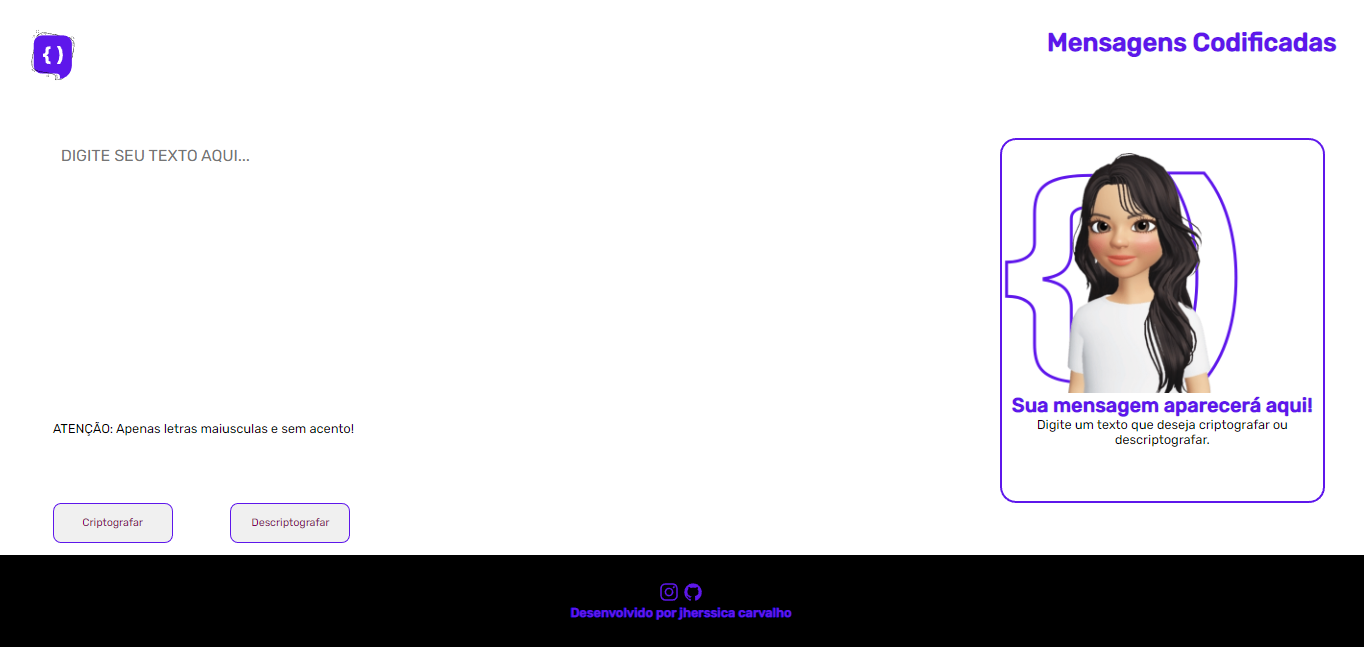 { }
Mensagens Codificadas
DIGITE SEU TEXTO AQUI...
ATENÇÃO: Apenas letras maiusculas e sem acento!
Criptografar
Descriptografar
Sua mensagem aparecerá aqui!
Digite um texto que deseja criptografar ou
descriptografar.
Desenvolvido por jherssica carvalho